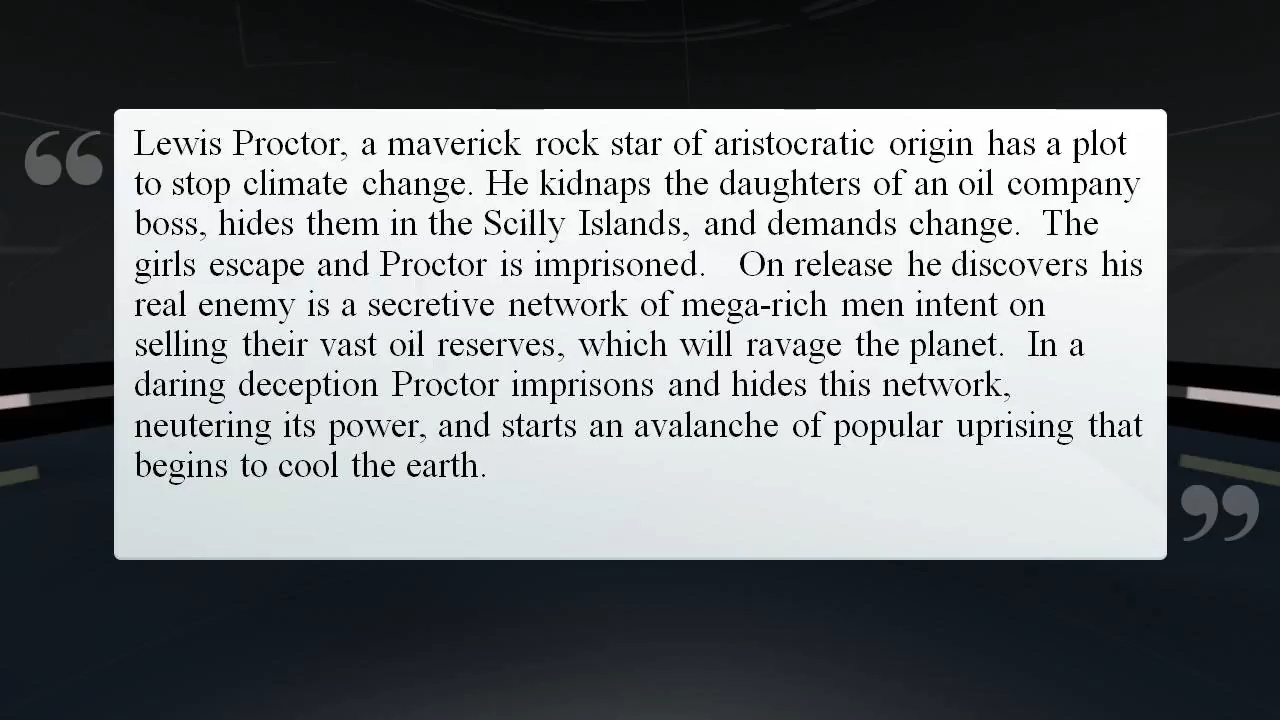 Lewis Proctor, a maverick rock star of aristocratic origin has a plot
to stop climate change. He kidnaps the daughters of an oil company
boss, hides them in the Scilly Islands, and demands change.  The
girls escape and Proctor is imprisoned.   On release he discovers his
real enemy is a secretive network of mega-rich men intent on
selling their vast oil reserves, which will ravage the planet.  In a
daring deception Proctor imprisons and hides this network,
neutering its power, and starts an avalanche of popular uprising that
begins to cool the earth.